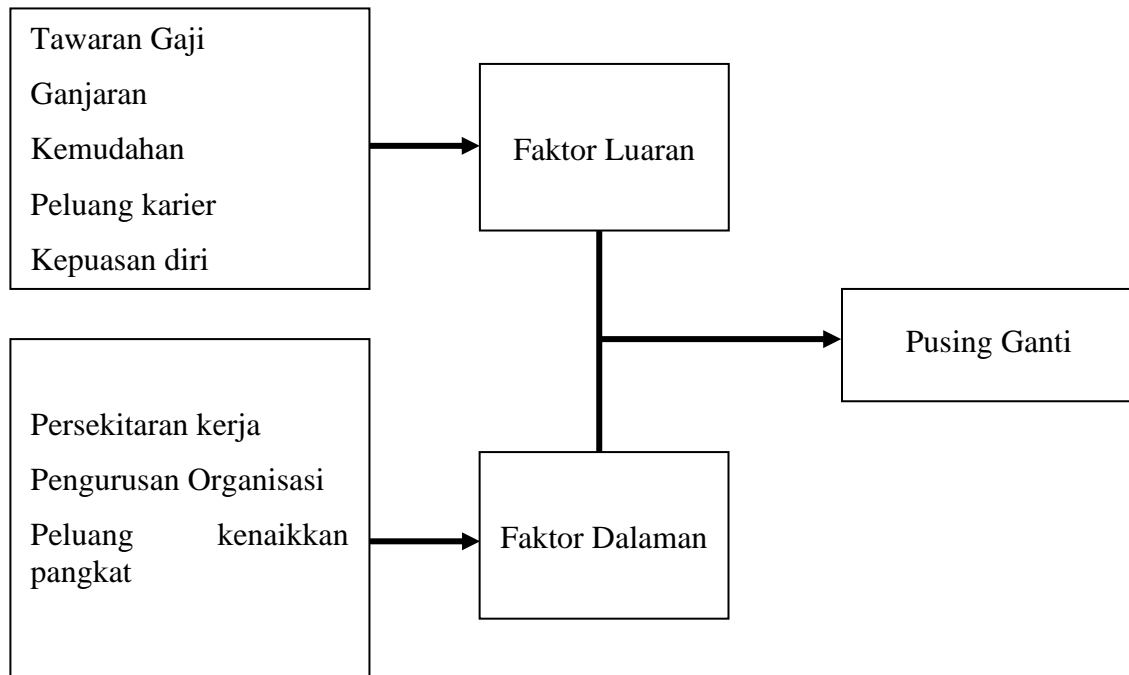 Tawaran Gaji
Ganjaran
Kemudahan
Peluang karier
Kepuasan diri
Faktor Luaran
Pusing Ganti
Persekitaran kerja
Pengurusan Organisasi
Peluang kenaikkan
pangkat
Faktor Dalaman